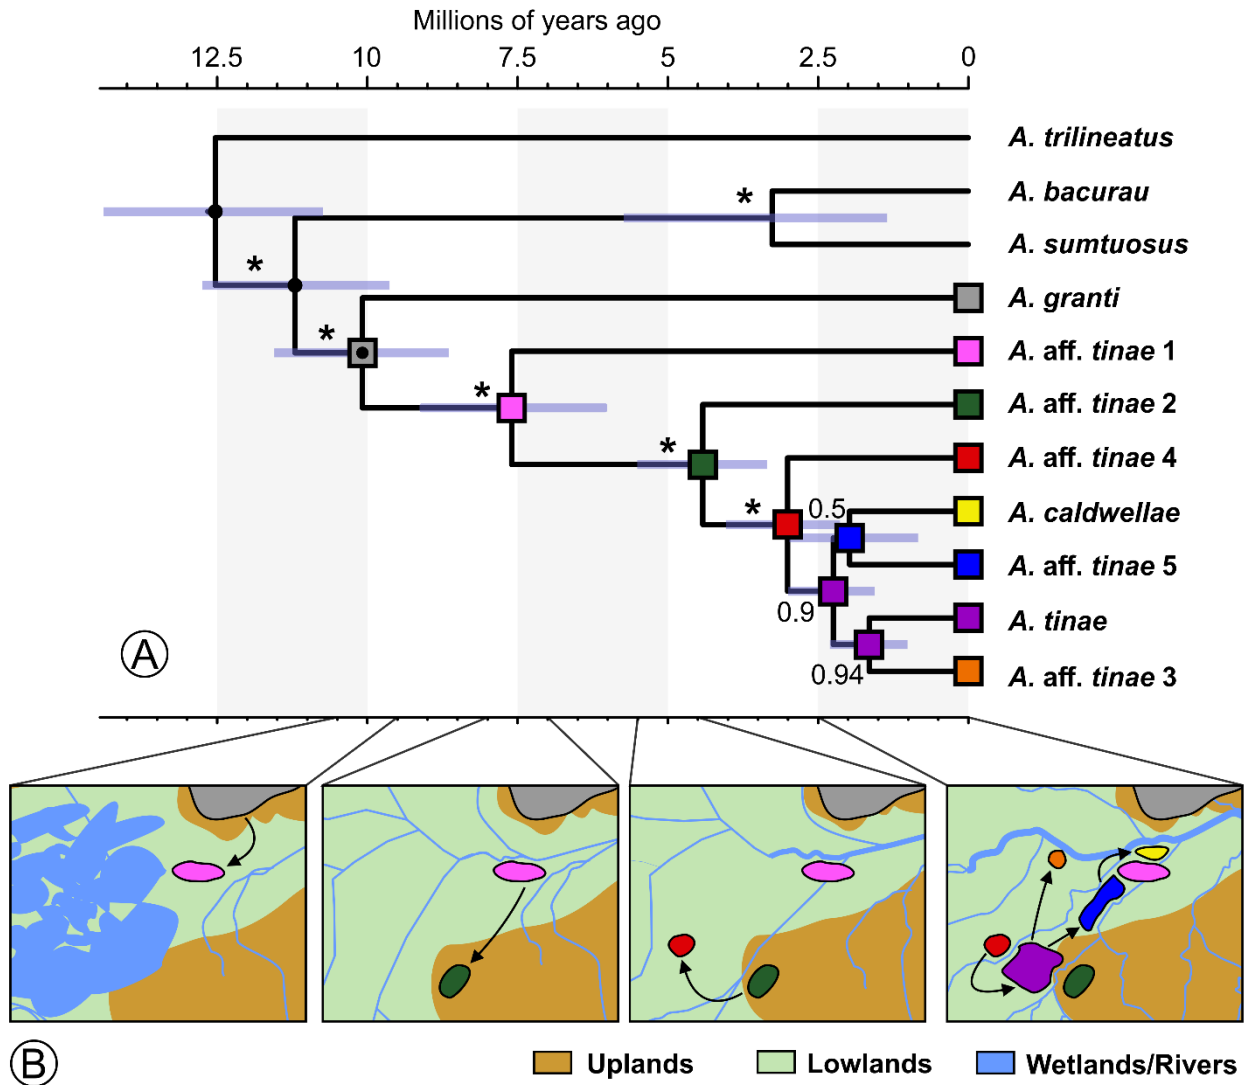 Millions of years ago
12.5 10 7.5 5 2.5 0
A. trilineatus
*
A. bacurau
A. sumtuosus
*
A. granti
*
A. aff. tinae 1
*
A. aff. tinae 2
*
A. aff. tinae 4
*
0.5
A. caldwellae
A. aff. tinae 5
0.9
A. tinae
A
0.94
A. aff. tinae 3
B
Uplands
Lowlands
Wetlands/Rivers